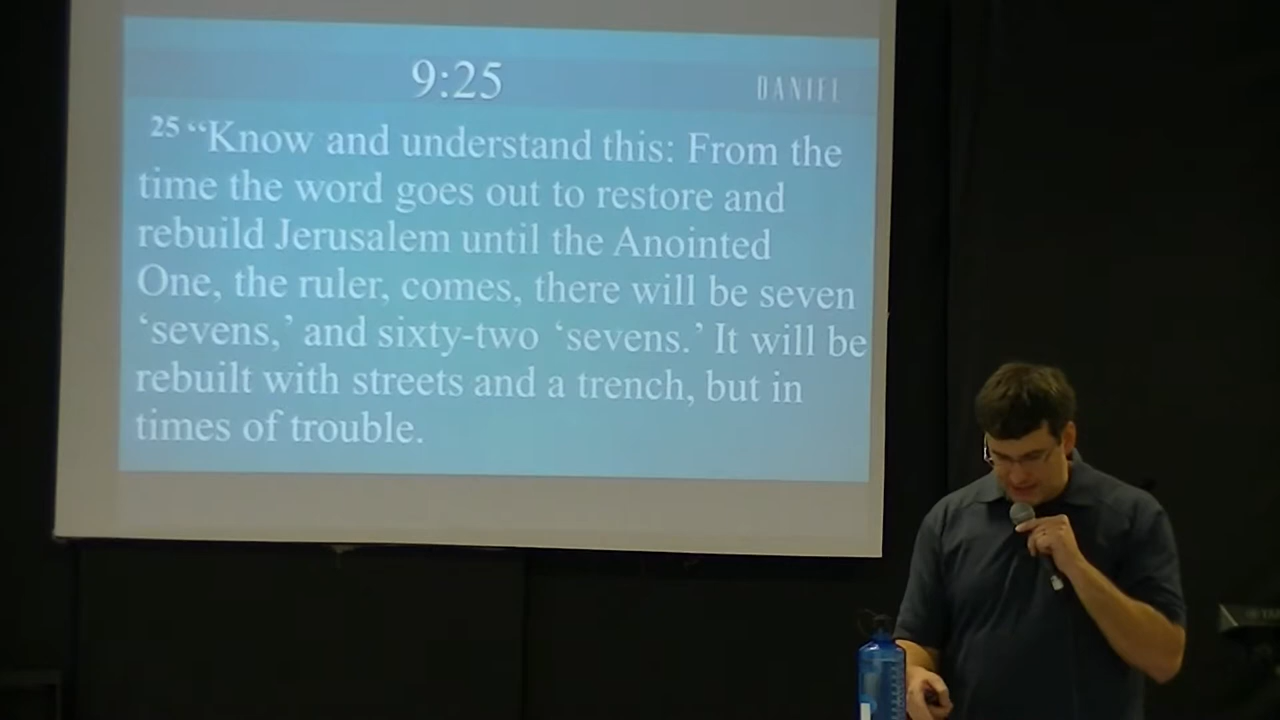 9:25
DANIEL
25 “Know and understand this: From the
time the word goes out to restore and
rebuild Jerusalem until the Anointed
One, the ruler, comes, there will be seven
‘sevens,’ and sixty-two ‘sevens.’ It will be
rebuilt with streets and a trench, but in
times of trouble.